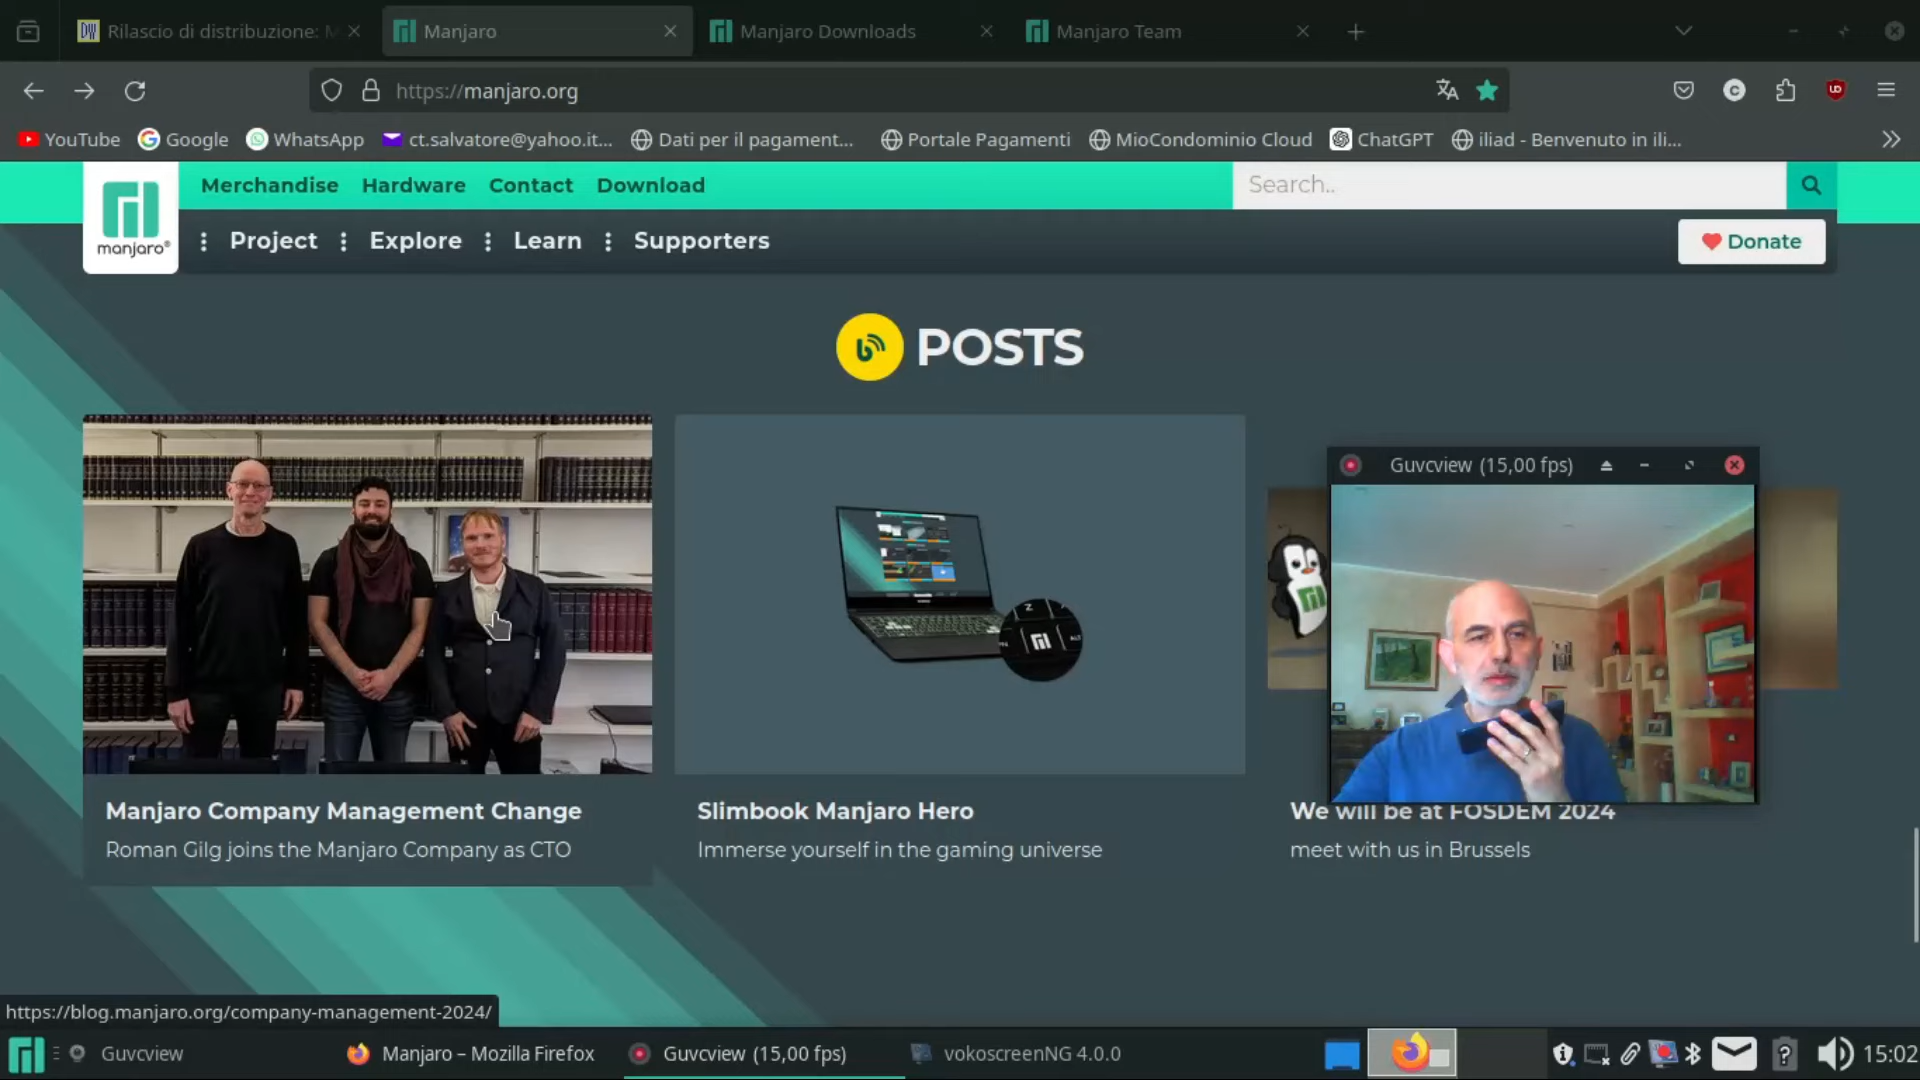 Rilascio di distribuzione: M
Manjaro
Manjaro Downloads
Manjaro Team
https://manjaro.org
YouTube
Google
WhatsApp
ct.salvatore@yahoo.it...
Dati per il pagament...
Portale Pagamenti
MioCondominio Cloud
ChatGPT
iliad - Benvenuto in ili...
manjaro
Merchandise
Hardware
Contact
Download
Search..
Project
Explore
Learn
Supporters
Donate
POSTS
Guvcview (15,00 fps)
Manjaro Company Management Change
Roman Gilg joins the Manjaro Company as CTO
Slimbook Manjaro Hero
Immerse yourself in the gaming universe
We will be at FOSDEM 2024
meet with us in Brussels
https://blog.manjaro.org/company-management-2024/
Guvcview
Manjaro – Mozilla Firefox
Guvcview (15,00 fps)
vokoscreenNG 4.0.0
15:02